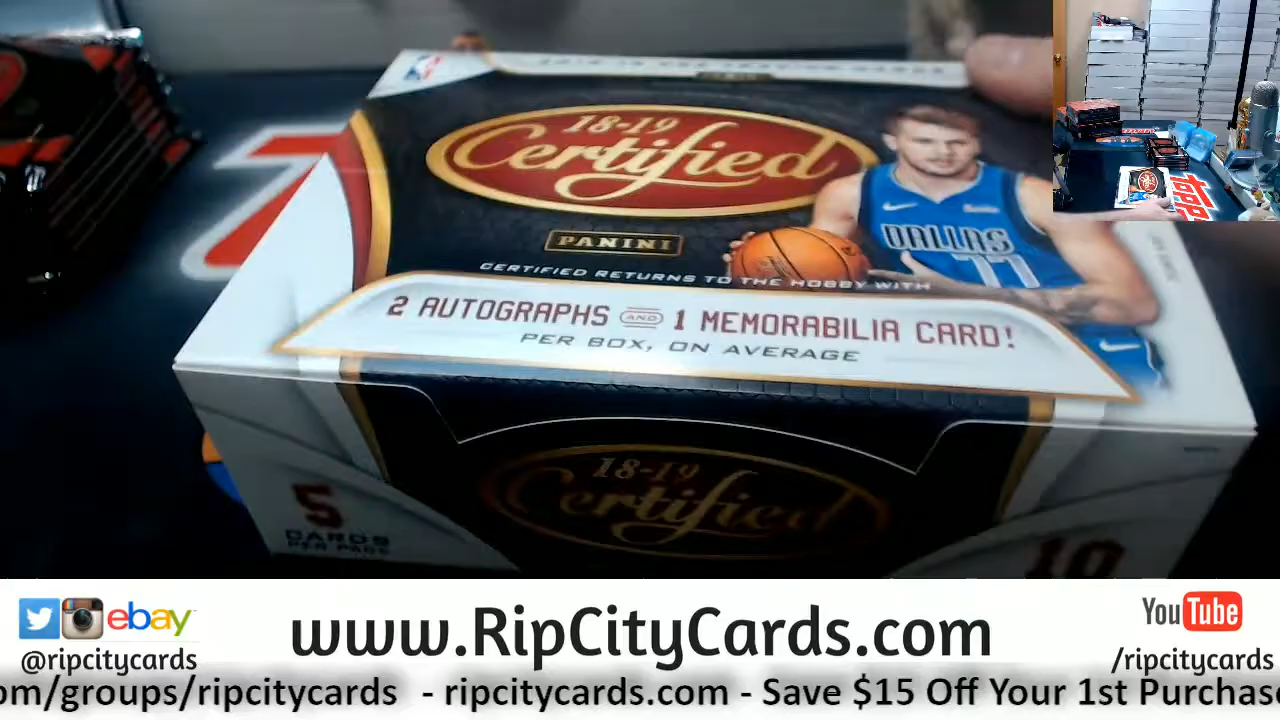 18-19
Certified
PANINI
CERTIFIED RETURNS TO THE HOBBY WITH
2 AUTOGRAPHS AND 1 MEMORABILIA CARD!
PER BOX, ON AVERAGE
DALLAS
77
18-19
Certified
5
CARDS
PER PACK
10
topps
ebay
@ripcitycards
www.RipCityCards.com
YouTube
/ripcitycards
om/groups/ripcitycards - ripcitycards.com - Save $15 Off Your 1st Purchase